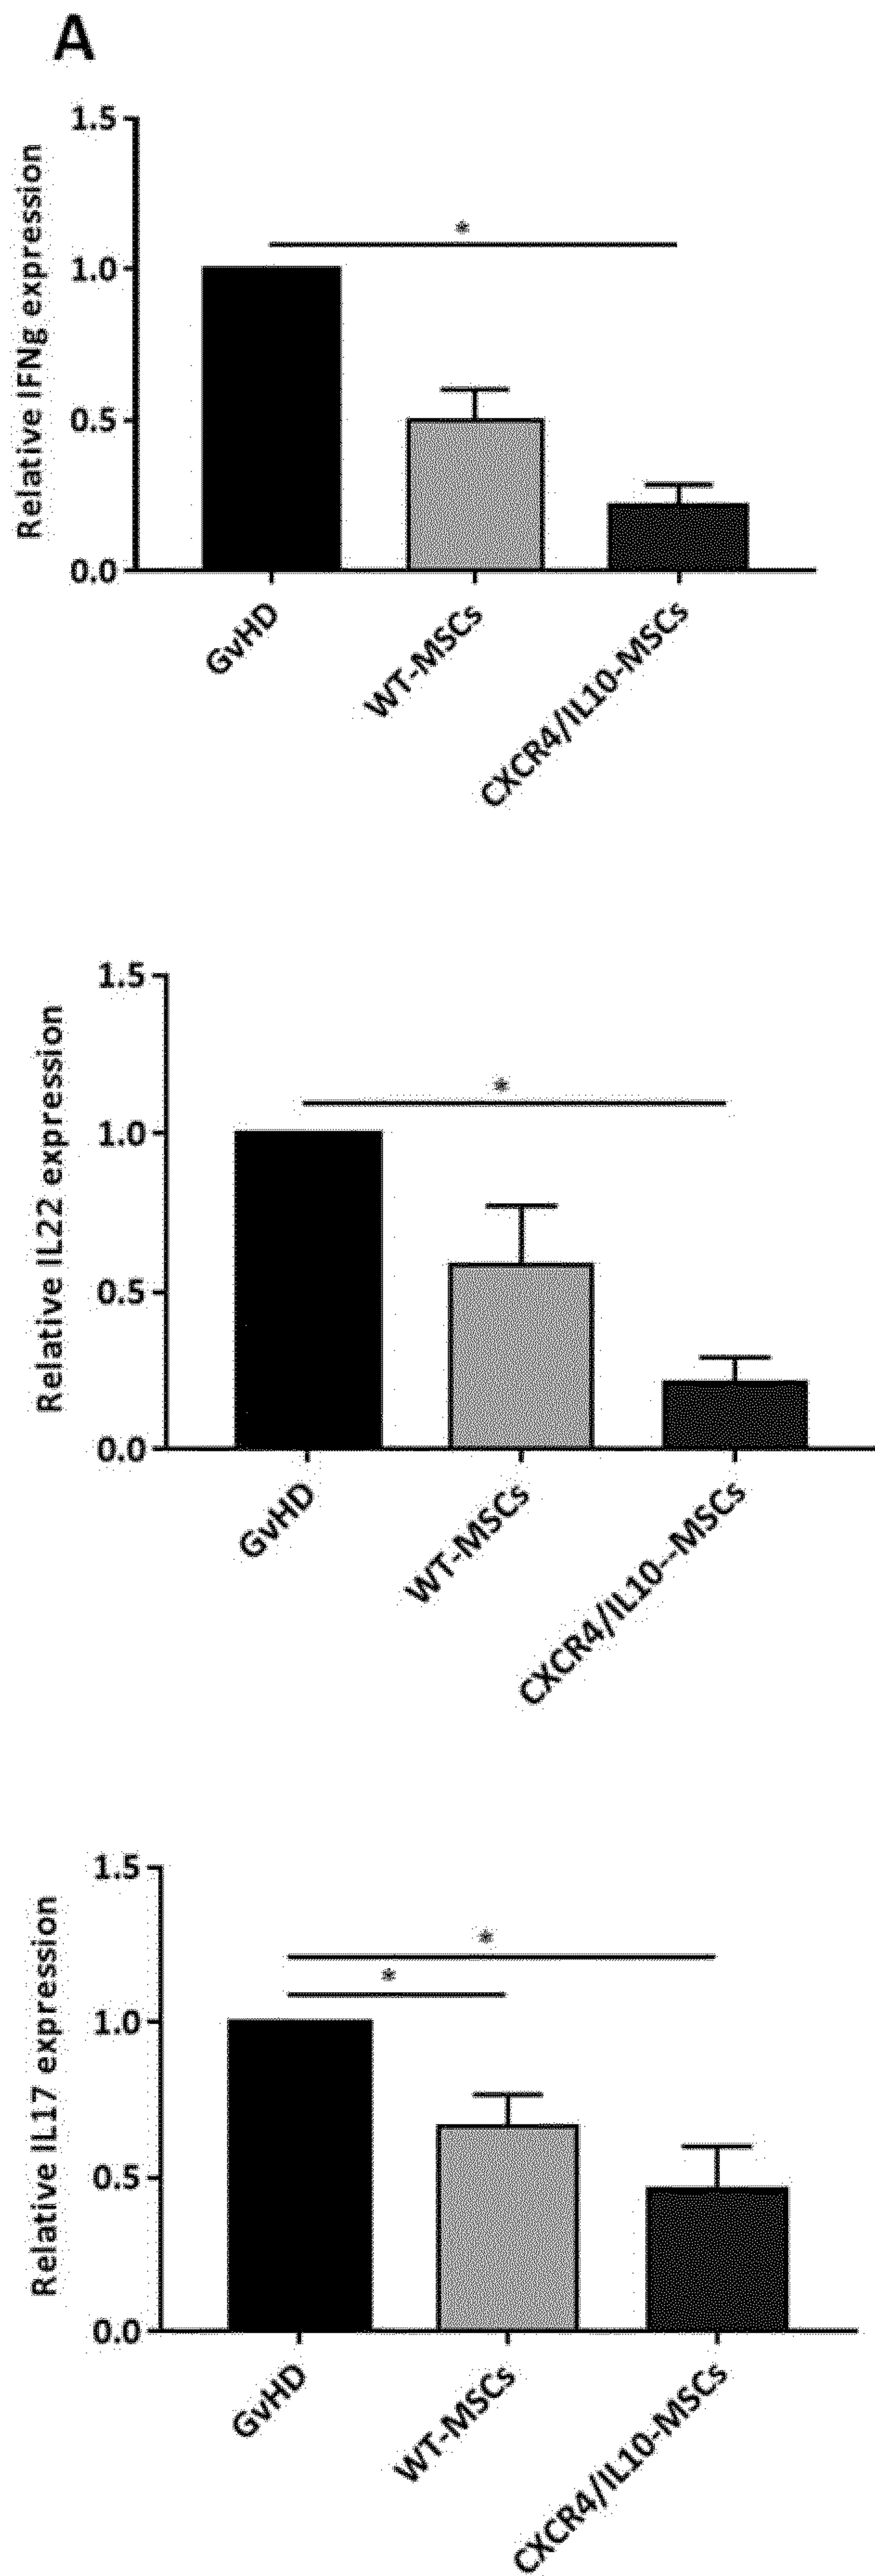 A
Relative IFNg expression
1.5
*
1.0
0.5
0.0
GvHD
WT-MSCs
CXCR4/IL10-MSCs
Relative IL22 expression
1.5
*
1.0
0.5
0.0
GvHD
WT-MSCs
CXCR4/IL10--MSCs
Relative IL17 expression
1.5
*
*
1.0
0.5
0.0
GvHD
WT-MSCs
CXCR4/IL10-MSCs